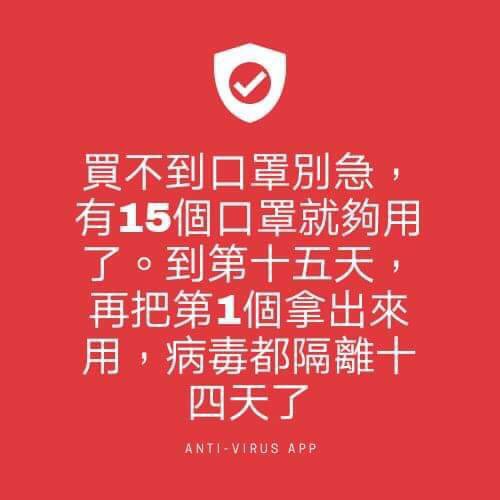 買不到口罩別急，
有15個口罩就夠用
了。到第十五天，
再把第1個拿出來
用，病毒都隔離十
四天了
ANTI-VIRUS APP